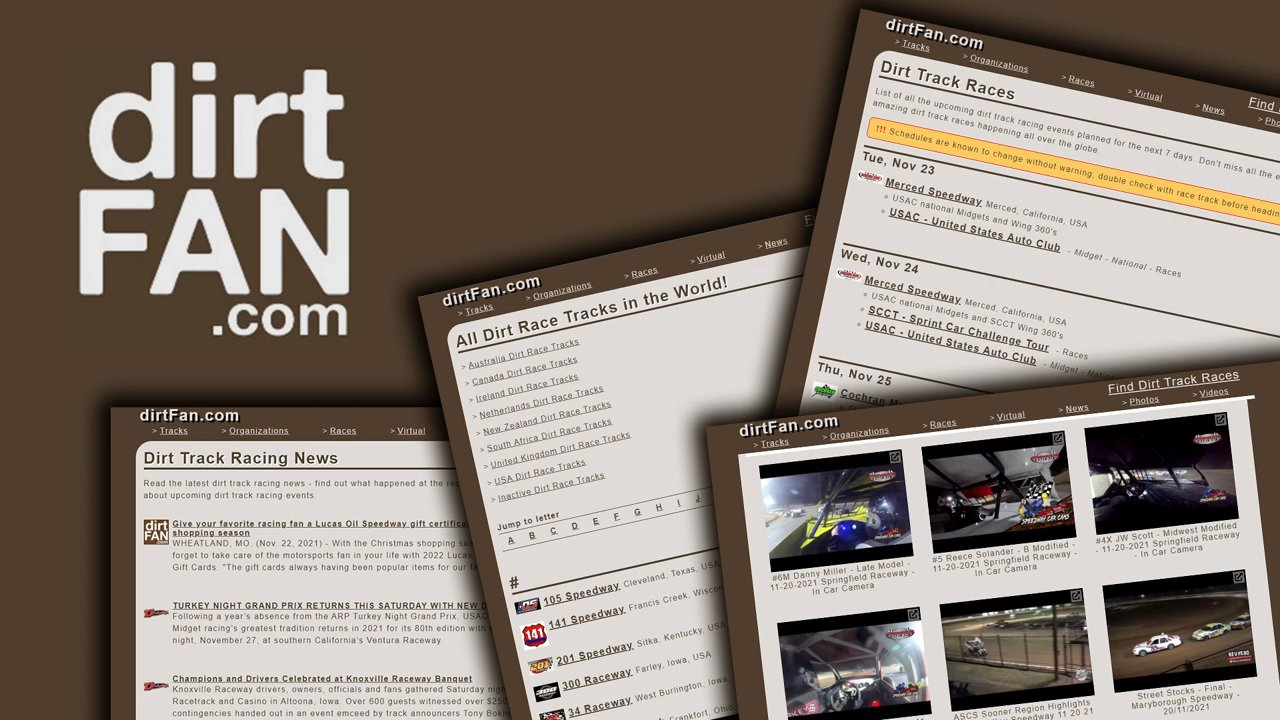 dirt
FAN
.com
dirtFan.com
> Tracks
> Organizations
> Races
> Virtual
> News
Find
> Pho
Dirt Track Races
List of all the upcoming dirt track racing events planned for the next 7 days. Don't miss all the e
amazing dirt track races happening all over the globe.
!!! Schedules are known to change without warning, double check with race track before headin
Tue, Nov 23
Merced Speedway, Merced, California, USA
USAC national Midgets and Wing 360's
USAC - United States Auto Club - Midget - National - Races
Wed, Nov 24
Merced Speedway, Merced, California, USA
USAC national Midgets and SCCT Wing 360's
SCCT - Sprint Car Challenge Tour - Races
USAC - United States Auto Club - Midget - Nation
Thu, Nov 25
Cochran M
dirtFan.com
> Tracks
> Organizations
> Races
> Virtual
> News
All Dirt Race Tracks in the World!
> Australia Dirt Race Tracks
> Canada Dirt Race Tracks
> Ireland Dirt Race Tracks
> Netherlands Dirt Race Tracks
> New Zealand Dirt Race Tracks
> South Africa Dirt Race Tracks
> United Kingdom Dirt Race Tracks
> USA Dirt Race Tracks
> Inactive Dirt Race Tracks
Jump to letter
A B C D E F G H I J
#
105 Speedway, Cleveland, Texas, USA
141 Speedway, Francis Creek, Wiscon
201 Speedway, Sitka, Kentucky, USA
300 Raceway, Farley, Iowa, USA
34 Raceway, West Burlington, Iowa,
Frankfort, Ohio,
dirtFan.com
> Tracks
> Organizations
> Races
> Virtual
Dirt Track Racing News
Read the latest dirt track racing news - find out what happened at the re
about upcoming dirt track racing events.
dirt
FAN
Give your favorite racing fan a Lucas Oil Speedway gift certifica
shopping season
WHEATLAND, MO. (Nov. 22, 2021) - With the Christmas shopping sea
forget to take care of the motorsports fan in your life with 2022 Lucas
Gift Cards. "The gift cards always having been popular items for our fa
TURKEY NIGHT GRAND PRIX RETURNS THIS SATURDAY WITH NEW D
Following a year's absence from the ARP Turkey Night Grand Prix, USAC
Midget racing's greatest tradition returns in 2021 for its 80th edition with
night, November 27, at southern California's Ventura Raceway.
Champions and Drivers Celebrated at Knoxville Raceway Banquet
Knoxville Raceway drivers, owners, officials and fans gathered Saturday nigh
Racetrack and Casino in Altoona, Iowa. Over 600 guests witnessed over $250
contingencies handed out in an event emceed by track announcers Tony Bokh
dirtFan.com
Find Dirt Track Races
> Tracks
> Organizations
> Races
> Virtual
> News
> Photos
> Videos
#6M Danny Miller - Late Model -
11-20-2021 Springfield Raceway -
In Car Camera
SPEEDWAY CAR CAMS
#5 Reece Solander - B Modified -
11-20-2021 Springfield Raceway -
In Car Camera
#4X JW Scott - Midwest Modified
- 11-20-2021 Springfield Raceway -
In Car Camera
ASCS Sooner Region Highlights
Speedway 11 20 21
Street Stocks - Final -
Maryborough Speedway -
20/11/2021